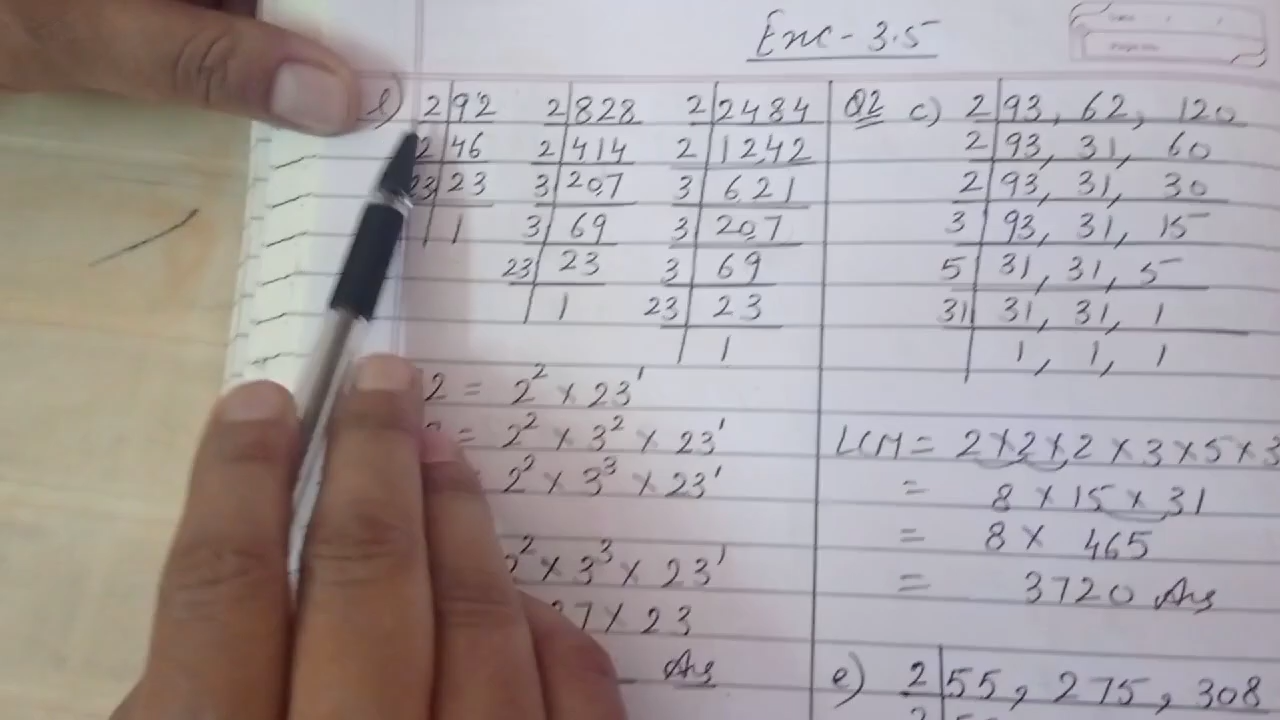 Exc - 3.5
l) 2 92
2 46
23 23
1
2 828
2 414
3 207
3 69
23 23
1
2 2484
2 1242
3 621
3 207
3 69
23 23
1
2 = 2² × 23¹
= 2² × 3² × 23¹
= 2² × 3³ × 23¹
2² × 3³ × 23¹
27 × 23
Ans
Q2 c) 2 93, 62, 120
2 93, 31, 60
2 93, 31, 30
3 93, 31, 15
5 31, 31, 5
31 31, 31, 1
1, 1, 1
LCM = 2 × 2 × 2 × 3 × 5 × 3
= 8 × 15 × 31
= 8 × 465
= 3720 Ans
e) 2 55, 275, 308